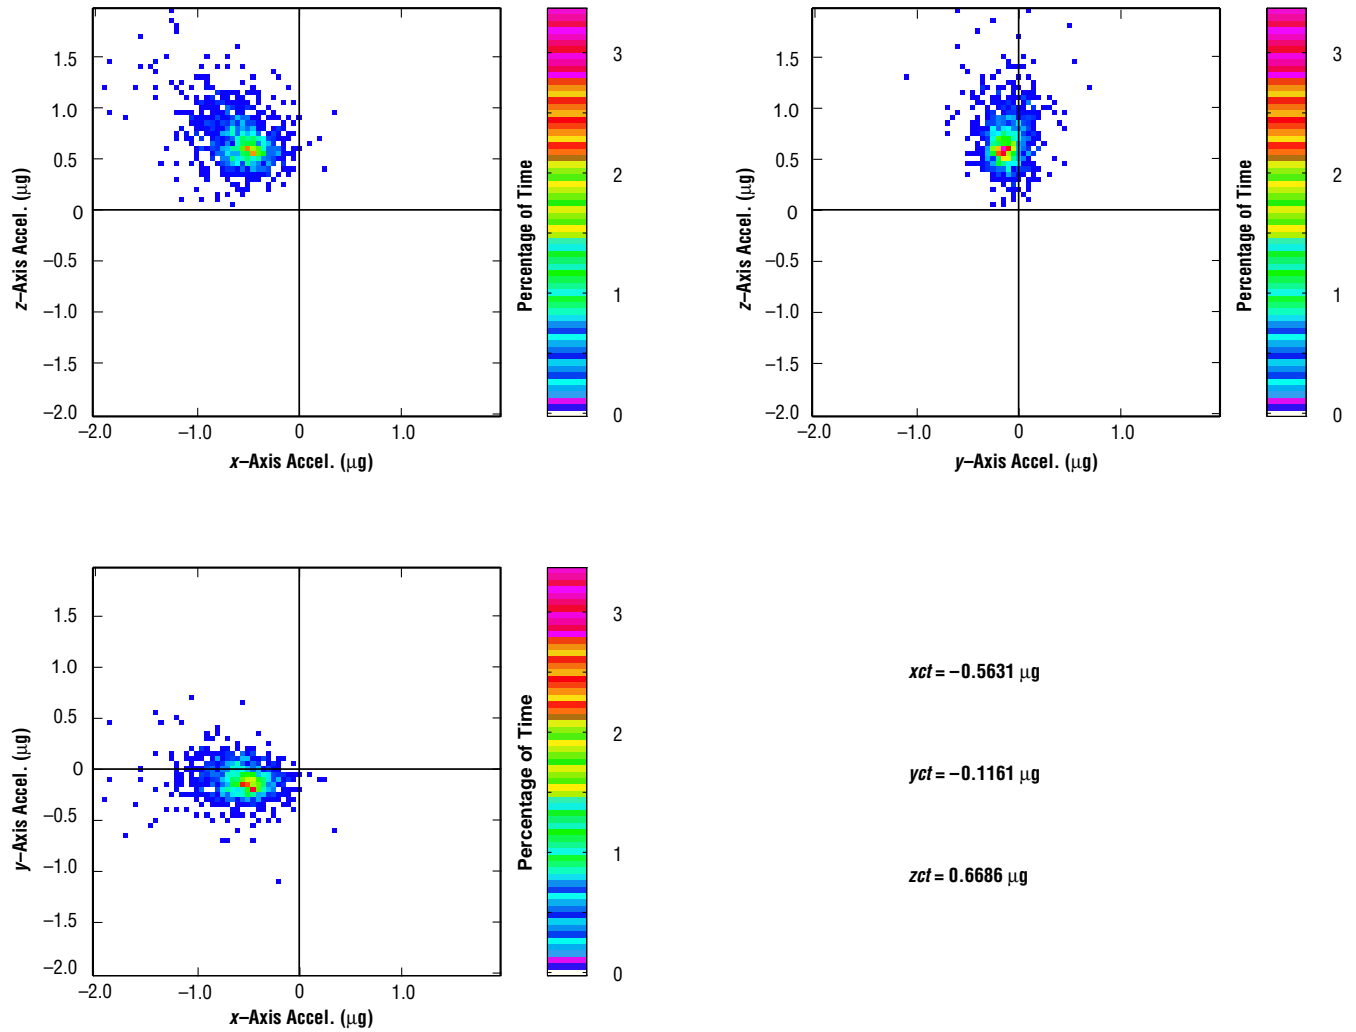 1.5
1.0
0.5
0
–0.5
–1.0
–1.5
–2.0
z–Axis Accel. (µg)
–2.0 –1.0 0 1.0
x–Axis Accel. (µg)
3
2
1
0
Percentage of Time
1.5
1.0
0.5
0
–0.5
–1.0
–1.5
–2.0
z–Axis Accel. (µg)
–2.0 –1.0 0 1.0
y–Axis Accel. (µg)
3
2
1
0
Percentage of Time
1.5
1.0
0.5
0
–0.5
–1.0
–1.5
–2.0
y–Axis Accel. (µg)
–2.0 –1.0 0 1.0
x–Axis Accel. (µg)
3
2
1
0
Percentage of Time
xct = –0.5631 µg
yct = –0.1161 µg
zct = 0.6686 µg